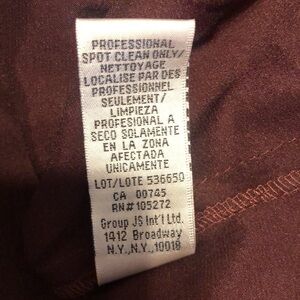 PROFESSIONAL
SPOT CLEAN ONLY/
NETTOYAGE
LOCALISE PAR DES
PROFESSIONNEL
SEULEMENT/
LIMPIEZA
PROFESIONAL A
SECO SOLAMENTE
EN LA ZONA
AFECTADA
UNICAMENTE
LOT/LOTE 536650
CA 00745
RN#105272
Group JS Int'l Ltd.
1412 Broadway
N.Y.,N.Y.,10018